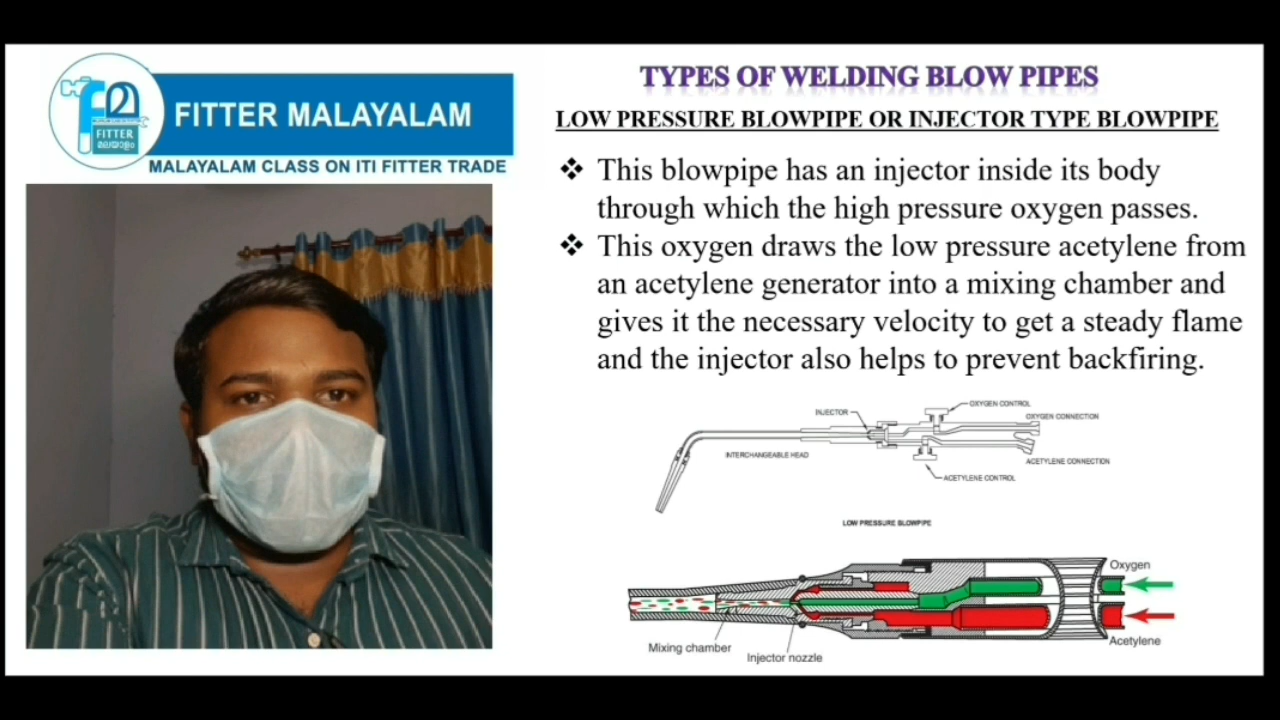 FITTER
മലയാളം
FITTER MALAYALAM
MALAYALAM CLASS ON ITI FITTER TRADE
TYPES OF WELDING BLOW PIPES
LOW PRESSURE BLOWPIPE OR INJECTOR TYPE BLOWPIPE
❖ This blowpipe has an injector inside its body
through which the high pressure oxygen passes.
❖ This oxygen draws the low pressure acetylene from
an acetylene generator into a mixing chamber and
gives it the necessary velocity to get a steady flame
and the injector also helps to prevent backfiring.
OXYGEN CONTROL
INJECTOR
OXYGEN CONNECTION
INTERCHANGEABLE HEAD
ACETYLENE CONNECTION
ACETYLENE CONTROL
LOW PRESSURE BLOWPIPE
Oxygen
Acetylene
Mixing chamber
Injector nozzle